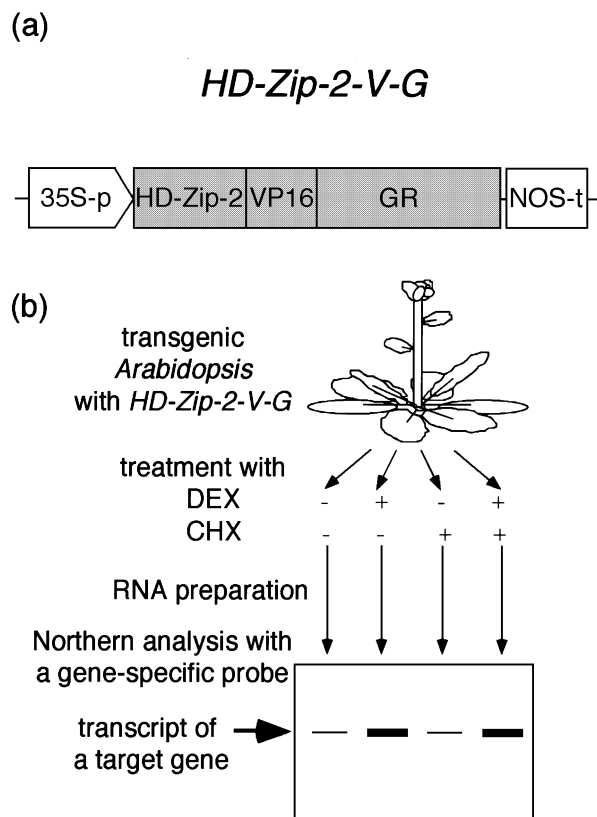 (a)
HD-Zip-2-V-G
35S-p HD-Zip-2 VP16 GR NOS-t
(b)
transgenic
Arabidopsis
with HD-Zip-2-V-G
treatment with
DEX - + - +
CHX - - + +
RNA preparation
Northern analysis with
a gene-specific probe
transcript of
a target gene